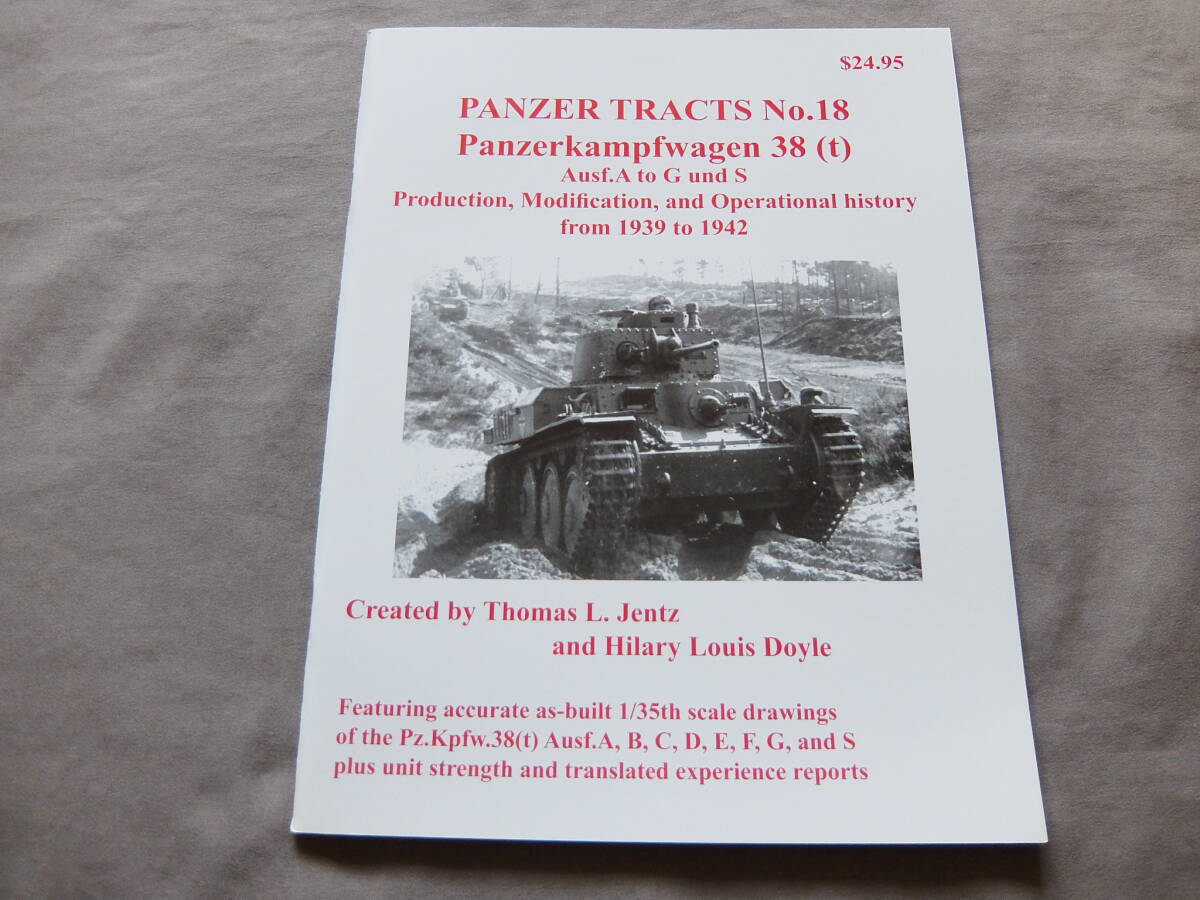 $24.95
PANZER TRACTS No.18
Panzerkampfwagen 38 (t)
Ausf.A to G und S
Production, Modification, and Operational history
from 1939 to 1942
Created by Thomas L. Jentz
and Hilary Louis Doyle
Featuring accurate as-built 1/35th scale drawings
of the Pz.Kpfw.38(t) Ausf.A, B, C, D, E, F, G, and S
plus unit strength and translated experience reports